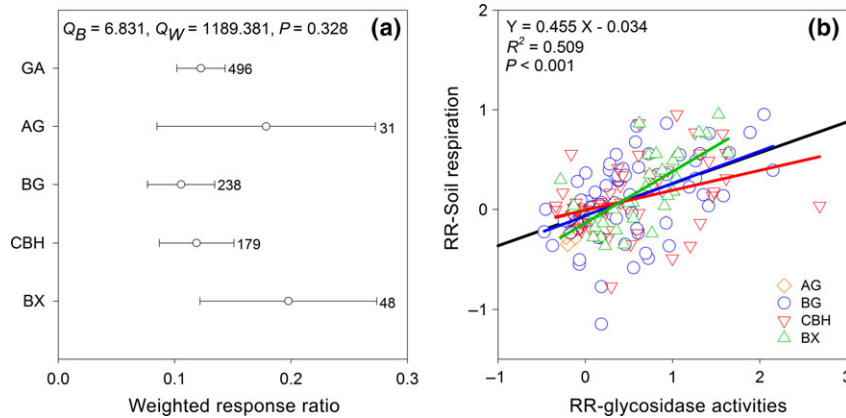 Q_B = 6.831, Q_W = 1189.381, P = 0.328 (a)
GA
496
AG
31
BG
238
CBH
179
BX
48
0.0 0.1 0.2 0.3
Weighted response ratio
Y = 0.455 X - 0.034 (b)
R² = 0.509
P < 0.001
RR-Soil respiration
2
1
0
−1
AG
BG
CBH
BX
−1 0 1 2 3
RR-glycosidase activities